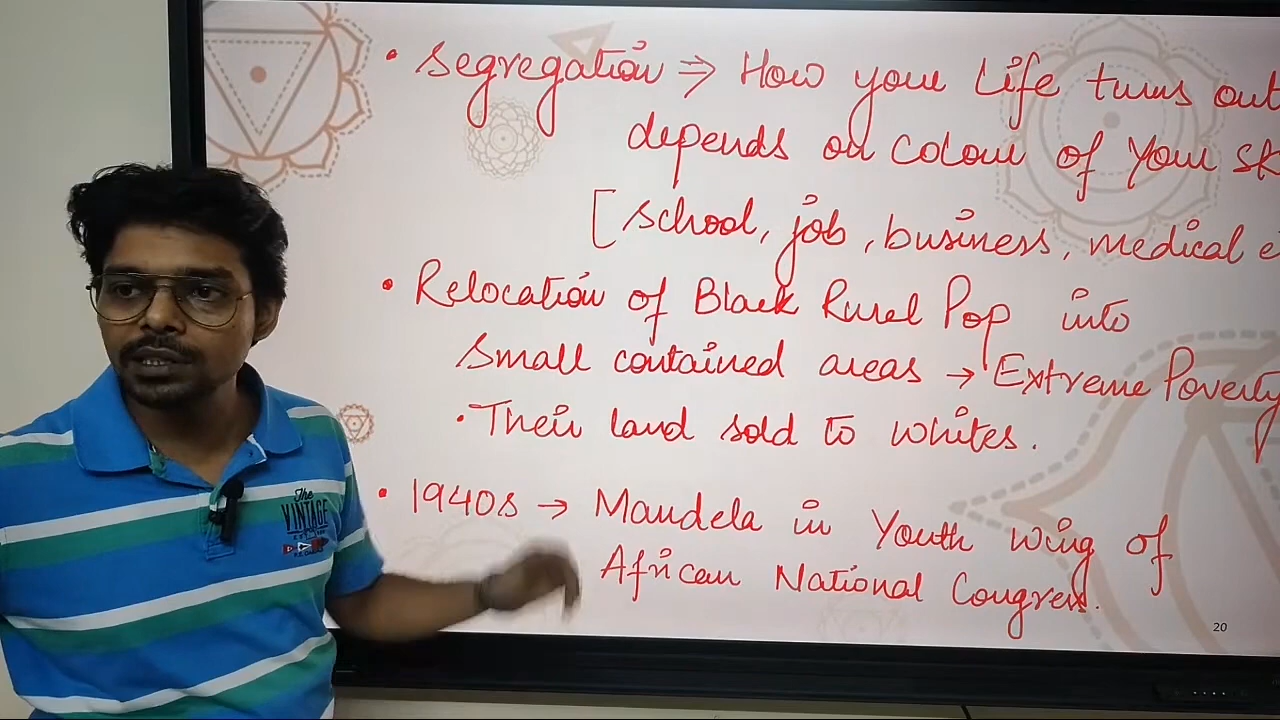 • Segregation ⇒ How your Life turns out
depends on colour of your sk
[school, job, business, medical e
• Relocation of Black Rural Pop into
small contained areas → Extreme Poverty
• Their land sold to whites.
• 1940s → Mandela in Youth wing of
African National Congress.
20
The
VINTAGE